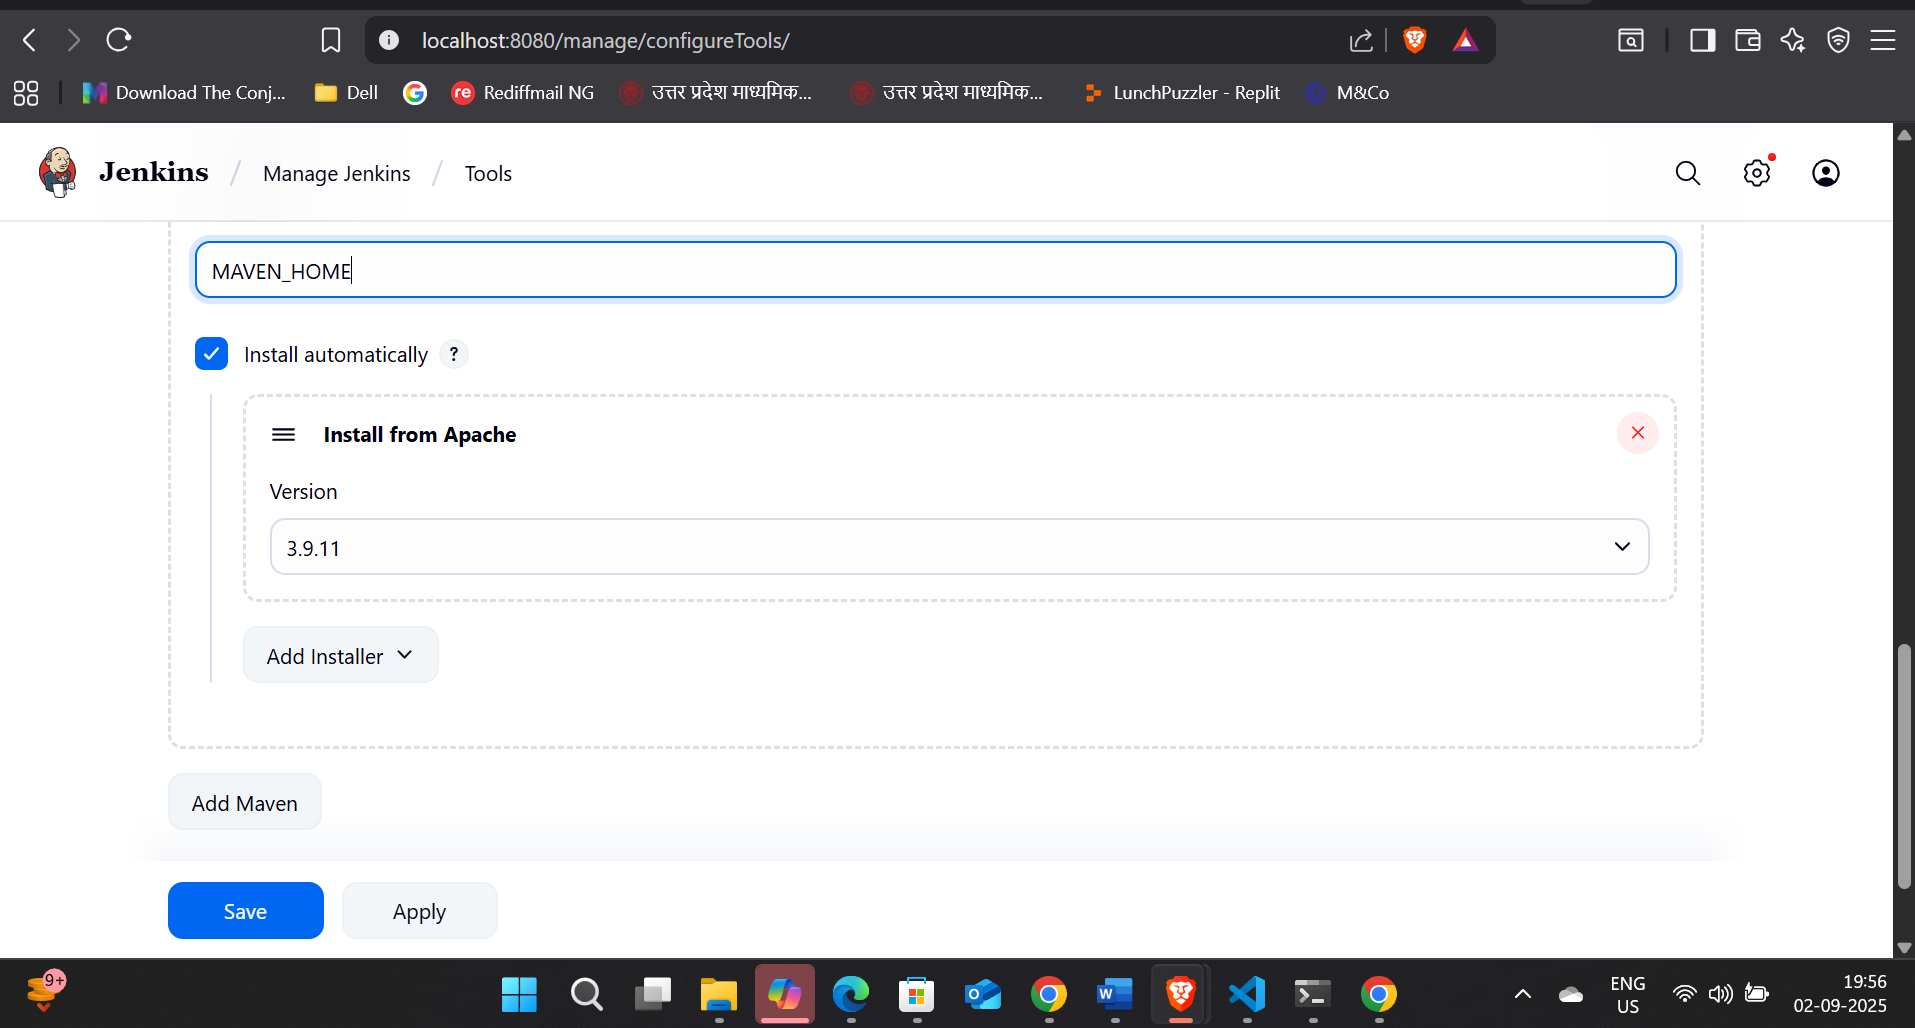 localhost:8080/manage/configureTools/
Download The Conj...
Dell
Rediffmail NG
उत्तर प्रदेश माध्यमिक...
उत्तर प्रदेश माध्यमिक...
LunchPuzzler - Replit
M&Co
Jenkins / Manage Jenkins / Tools
MAVEN_HOME
Install automatically ?
Install from Apache
Version
3.9.11
Add Installer
Add Maven
Save
Apply
9+
ENG
US
19:56
02-09-2025